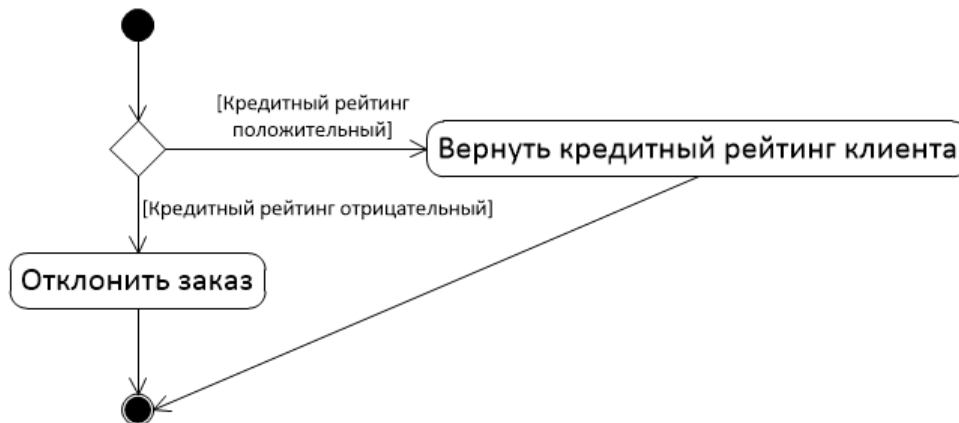 [Кредитный рейтинг
положительный]
Вернуть кредитный рейтинг клиента
[Кредитный рейтинг отрицательный]
Отклонить заказ